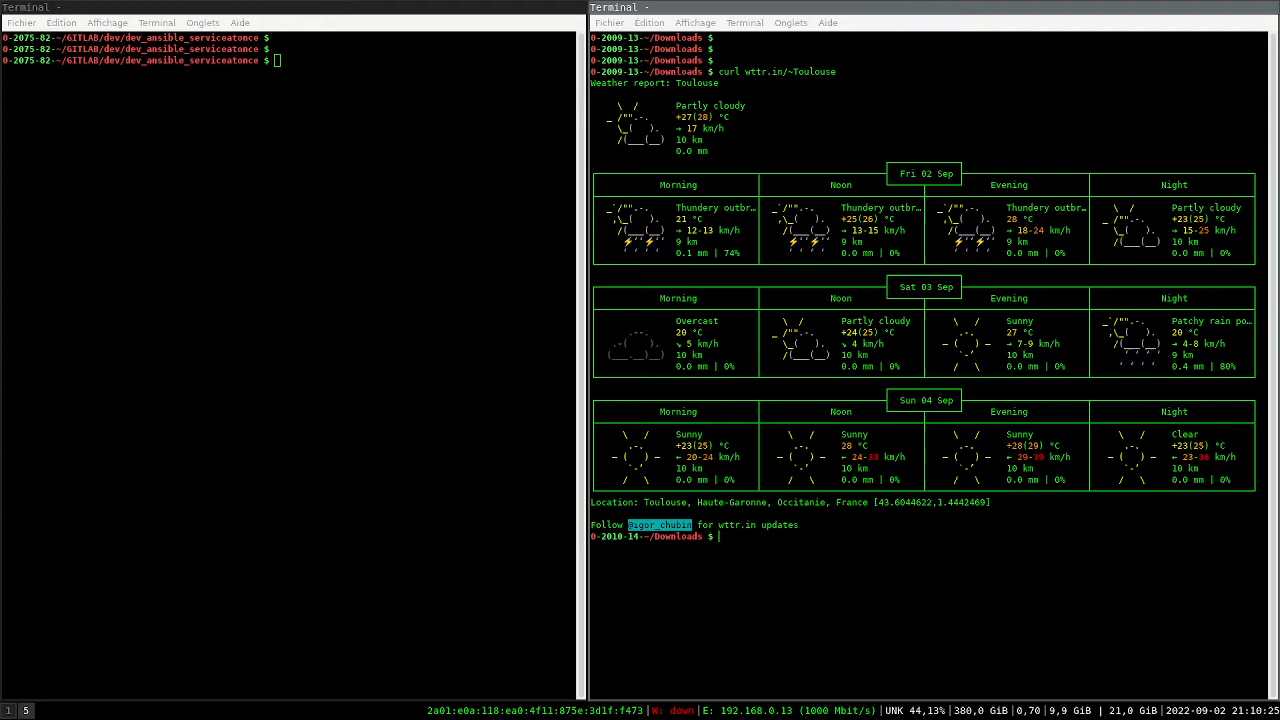 Terminal -
Fichier Édition Affichage Terminal Onglets Aide
0-2075-82-~/GITLAB/dev/dev_ansible_serviceatonce $
0-2075-82-~/GITLAB/dev/dev_ansible_serviceatonce $
0-2075-82-~/GITLAB/dev/dev_ansible_serviceatonce $
Terminal -
Fichier Édition Affichage Terminal Onglets Aide
0-2009-13-~/Downloads $
0-2009-13-~/Downloads $
0-2009-13-~/Downloads $
0-2009-13-~/Downloads $ curl wttr.in/~Toulouse
Weather report: Toulouse
Partly cloudy
+27(28) °C
→ 17 km/h
10 km
0.0 mm
Fri 02 Sep
Morning Noon Evening Night
Thundery outbr… Thundery outbr… Thundery outbr… Partly cloudy
21 °C +25(26) °C 28 °C +23(25) °C
→ 12-13 km/h → 13-15 km/h → 18-24 km/h → 15-25 km/h
9 km 9 km 9 km 10 km
0.1 mm | 74% 0.0 mm | 0% 0.0 mm | 0% 0.0 mm | 0%
Sat 03 Sep
Morning Noon Evening Night
Overcast Partly cloudy Sunny Patchy rain po…
20 °C +24(25) °C 27 °C 20 °C
↘ 5 km/h ↘ 4 km/h → 7-9 km/h → 4-8 km/h
10 km 10 km 10 km 9 km
0.0 mm | 0% 0.0 mm | 0% 0.0 mm | 0% 0.4 mm | 80%
Sun 04 Sep
Morning Noon Evening Night
Sunny Sunny Sunny Clear
+23(25) °C 28 °C +28(29) °C +23(25) °C
← 20-24 km/h ← 24-33 km/h ← 29-39 km/h ← 23-36 km/h
10 km 10 km 10 km 10 km
0.0 mm | 0% 0.0 mm | 0% 0.0 mm | 0% 0.0 mm | 0%
Location: Toulouse, Haute-Garonne, Occitanie, France [43.6044622,1.4442469]
Follow @igor_chubin for wttr.in updates
0-2010-14-~/Downloads $
1 5 2a01:e0a:118:ea0:4f11:875e:3d1f:f473|W: down|E: 192.168.0.13 (1000 Mbit/s)|UNK 44,13%|380,0 GiB|0,70|9,9 GiB | 21,0 GiB|2022-09-02 21:10:25